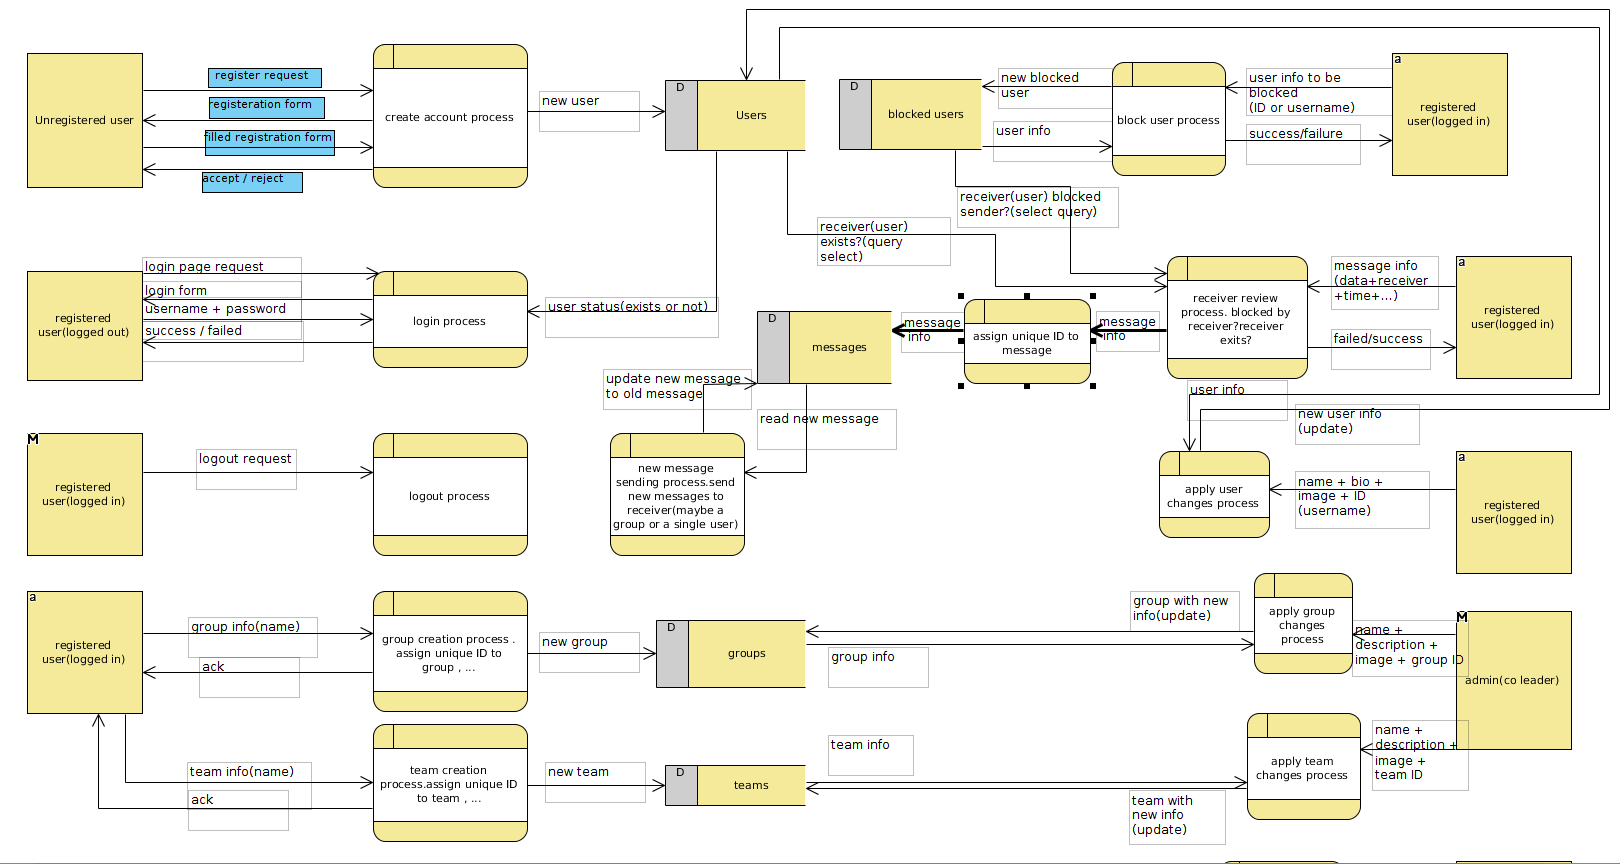 register request
registeration form
filled registration form
accept / reject
Unregistered user
create account process
new user
D
Users
D
blocked users
new blocked
user
user info
block user process
user info to be
blocked
(ID or username)
success/failure
a
registered
user(logged in)
receiver(user) blocked
sender?(select query)
receiver(user)
exists?(query
select)
login page request
login form
username + password
success / failed
registered
user(logged out)
login process
user status(exists or not)
D
messages
message
info
assign unique ID to
message
message
info
receiver review
process. blocked by
receiver?receiver
exits?
message info
(data+receiver
+time+...)
failed/success
a
registered
user(logged in)
update new message
to old message
read new message
user info
new user info
(update)
M
registered
user(logged in)
logout request
logout process
new message
sending process.send
new messages to
receiver(maybe a
group or a single user)
apply user
changes process
name + bio +
image + ID
(username)
a
registered
user(logged in)
a
registered
user(logged in)
group info(name)
ack
group creation process .
assign unique ID to
group , ...
new group
D
groups
group info
group with new
info(update)
apply group
changes
process
name +
description +
image + group ID
M
admin(co leader)
team info(name)
ack
team creation
process.assign unique ID
to team , ...
new team
D
teams
team info
team with
new info
(update)
apply team
changes process
name +
description +
image +
team ID